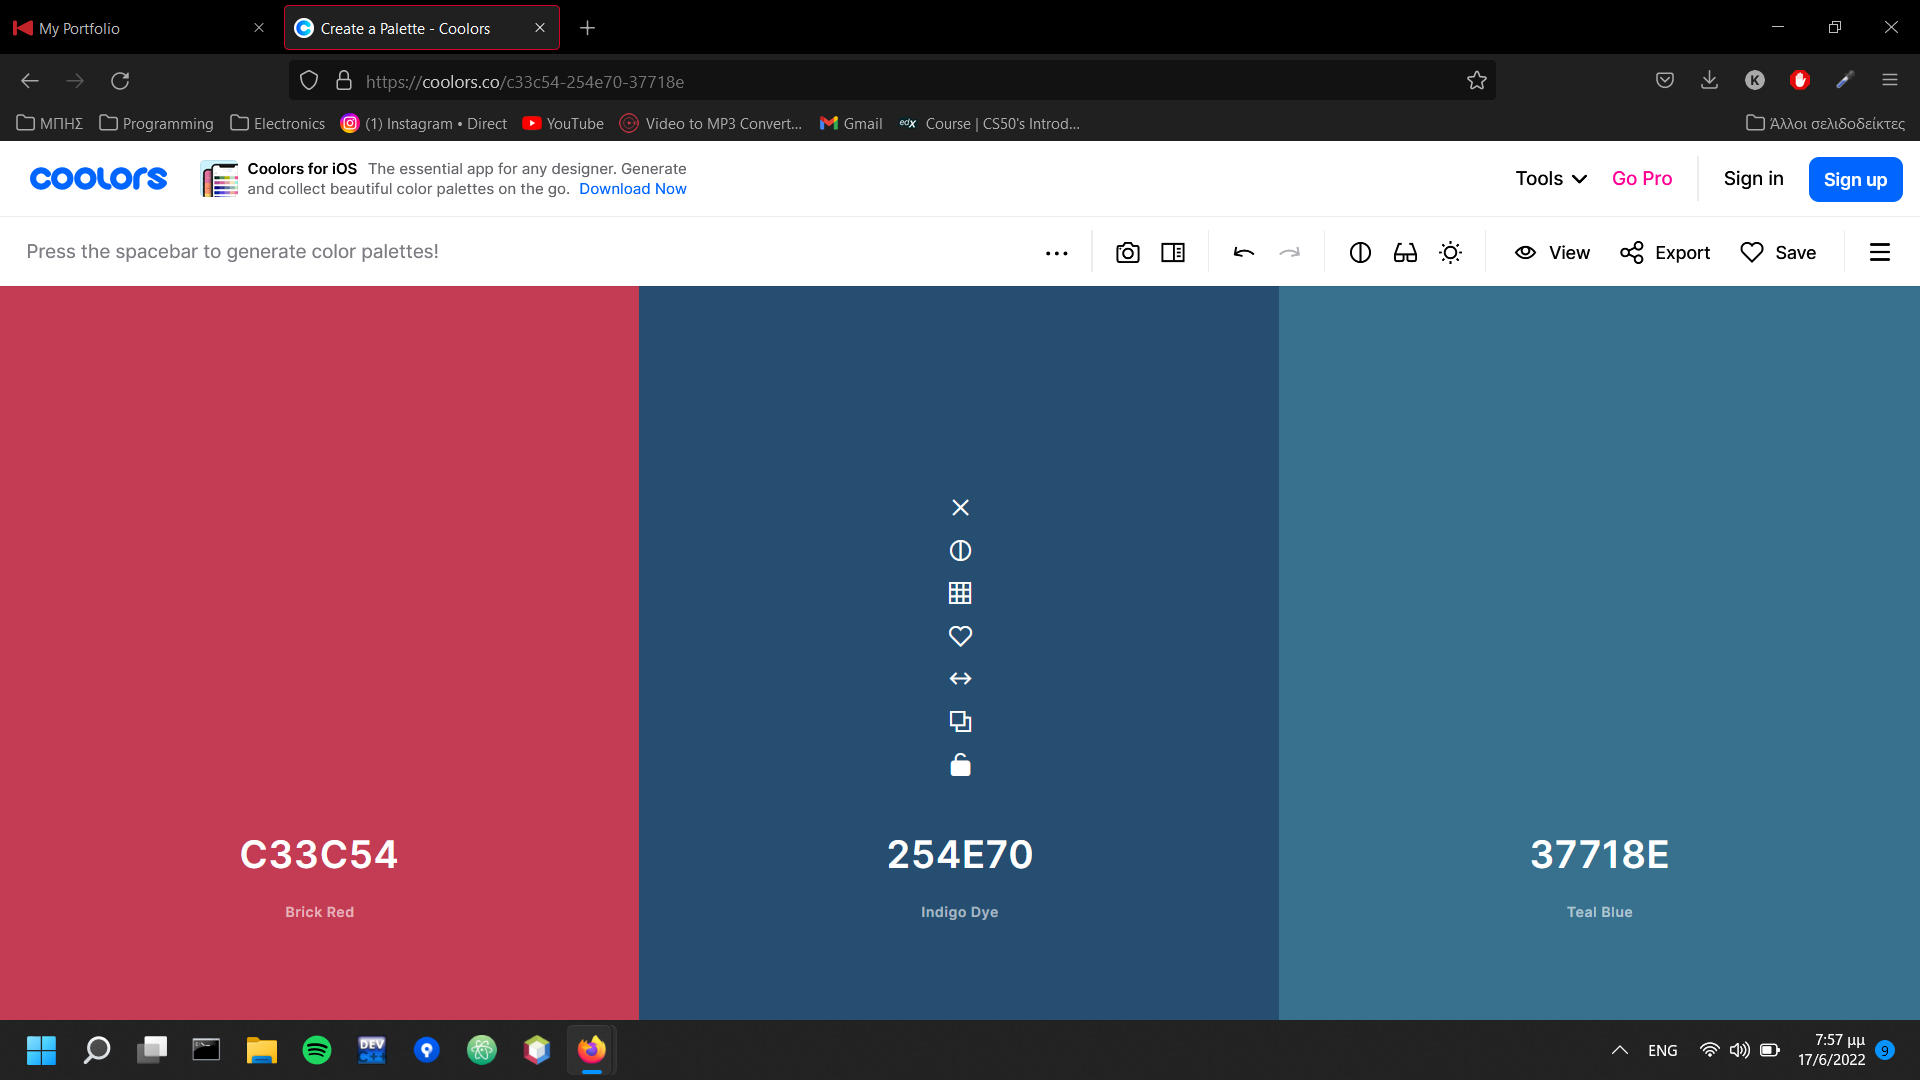 My Portfolio
Create a Palette - Coolors
https://coolors.co/c33c54-254e70-37718e
K
ΜΠΗΣ
Programming
Electronics
(1) Instagram • Direct
YouTube
Video to MP3 Convert...
Gmail
edX
Course | CS50's Introd...
Άλλοι σελιδοδείκτες
coolors
Coolors for iOS The essential app for any designer. Generate
and collect beautiful color palettes on the go. Download Now
Tools
Go Pro
Sign in
Sign up
Press the spacebar to generate color palettes!
View
Export
Save
C33C54
Brick Red
254E70
Indigo Dye
37718E
Teal Blue
DEV
ENG
7:57 μμ
17/6/2022
9